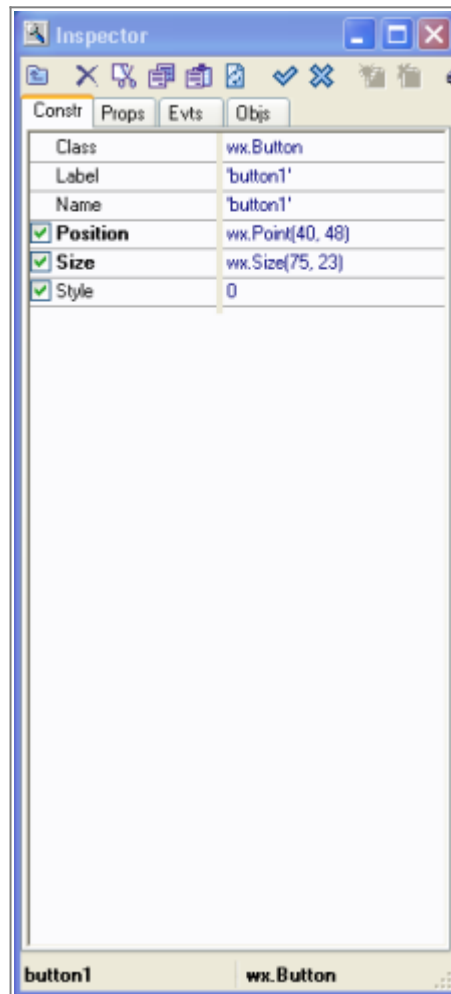 Inspector
Constr Props Evts Objs
Class wx.Button
Label 'button1'
Name 'button1'
Position wx.Point(40, 48)
Size wx.Size(75, 23)
Style 0
button1 wx.Button